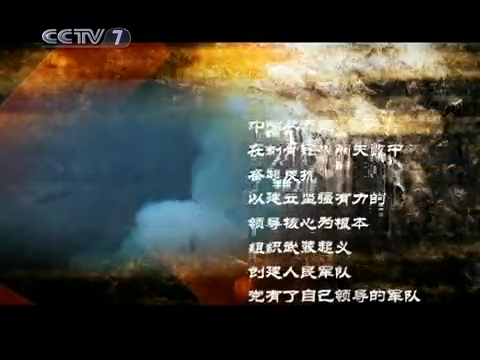 CCTV 7
中国共产党
在刻骨铭心的失败中
奋起反抗
以建立坚强有力的
领导核心为根本
组织武装起义
创建人民军队
党有了自己领导的军队